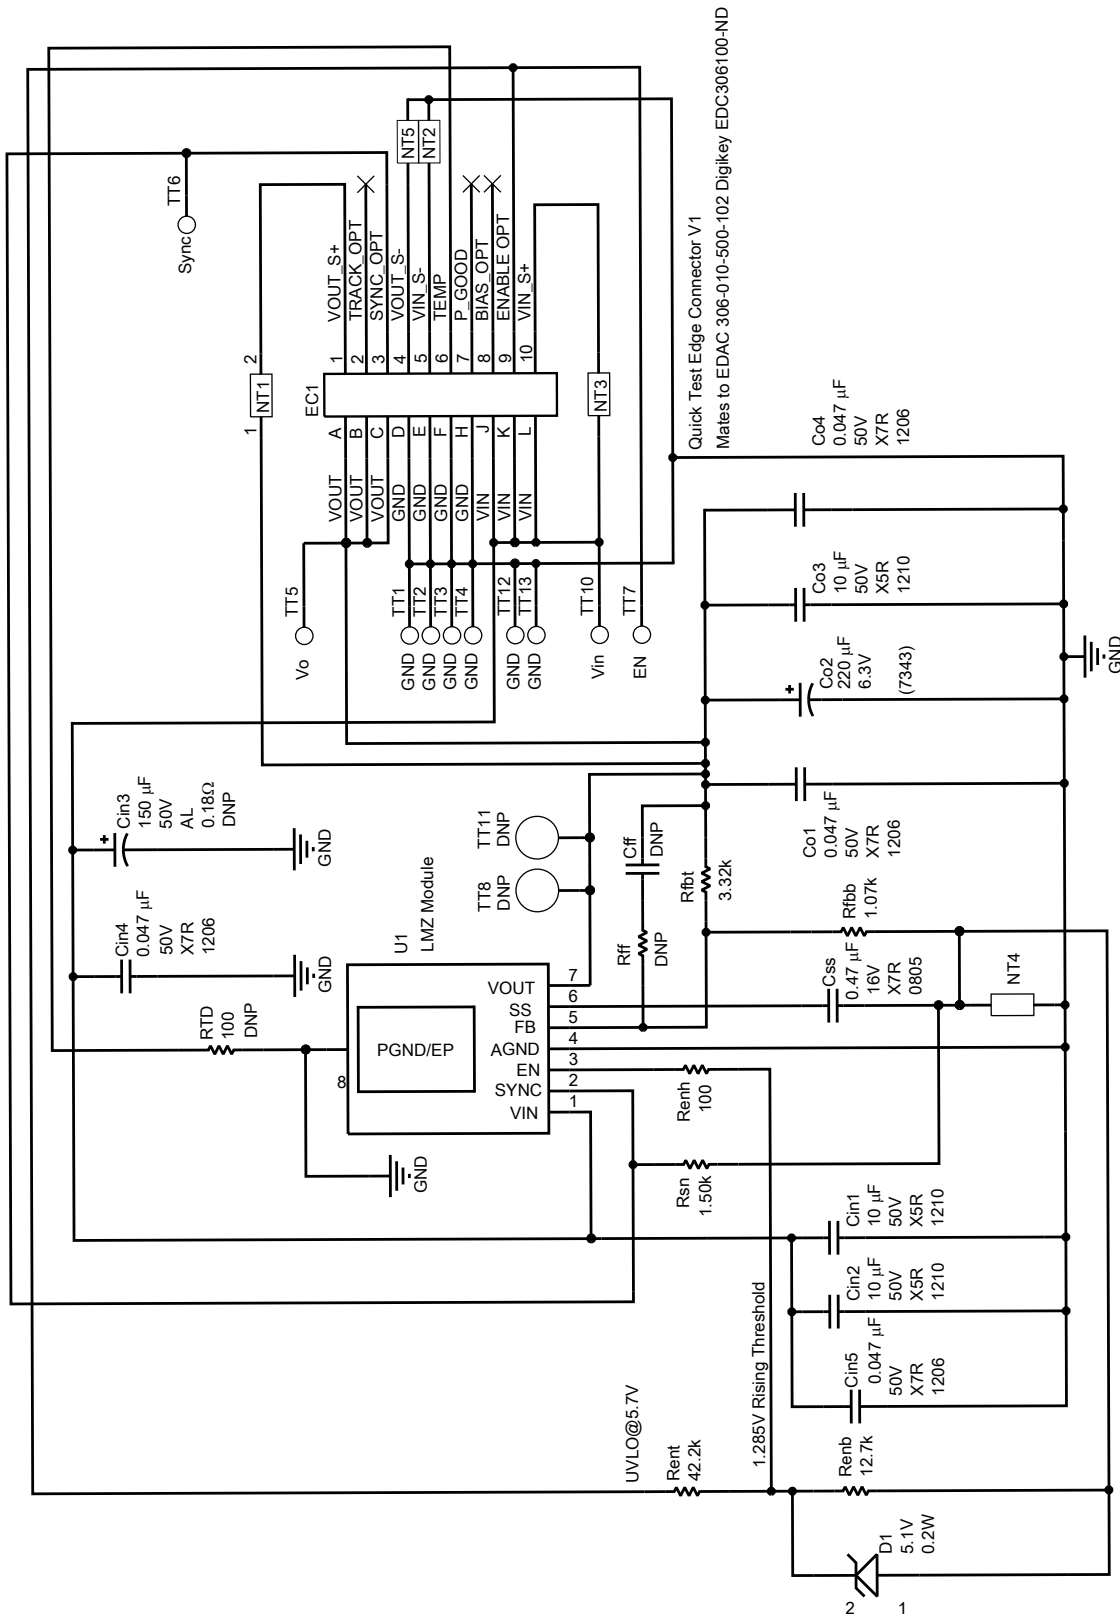 Sync
TT6
1
NT1
2
EC1
A
B
C
D
E
F
H
J
K
L
1
2
3
4
5
6
7
8
9
10
VOUT
VOUT
VOUT
GND
GND
GND
GND
VIN
VIN
VIN
VOUT_S+
TRACK_OPT
SYNC_OPT
VOUT_S-
VIN_S-
TEMP
P_GOOD
BIAS_OPT
ENABLE OPT
VIN_S+
NT5
NT2
NT3
Vo
TT5
GND
TT1
GND
TT2
GND
TT3
GND
TT4
GND
TT12
GND
TT13
Vin
TT10
EN
TT7
Quick Test Edge Connector V1
Mates to EDAC 306-010-500-102 Digikey EDC306100-ND
Cin3
150 μF
50V
AL
0.18Ω
DNP
GND
Cin4
0.047 μF
50V
X7R
1206
GND
RTD
100
DNP
GND
U1
LMZ Module
PGND/EP
8
VOUT
SS
FB
AGND
EN
SYNC
VIN
7
6
5
4
3
2
1
TT11
DNP
TT8
DNP
Cff
DNP
Rff
DNP
Rfbt
3.32k
Rfbb
1.07k
Css
0.47 μF
16V
X7R
0805
NT4
Renh
100
Rsn
1.50k
Co4
0.047 μF
50V
X7R
1206
Co3
10 μF
50V
X5R
1210
Co2
220 μF
6.3V
(7343)
Co1
0.047 μF
50V
X7R
1206
GND
Cin1
10 μF
50V
X5R
1210
Cin2
10 μF
50V
X5R
1210
Cin5
0.047 μF
50V
X7R
1206
1.285V Rising Threshold
UVLO@5.7V
Rent
42.2k
Renb
12.7k
D1
5.1V
0.2W
2
1